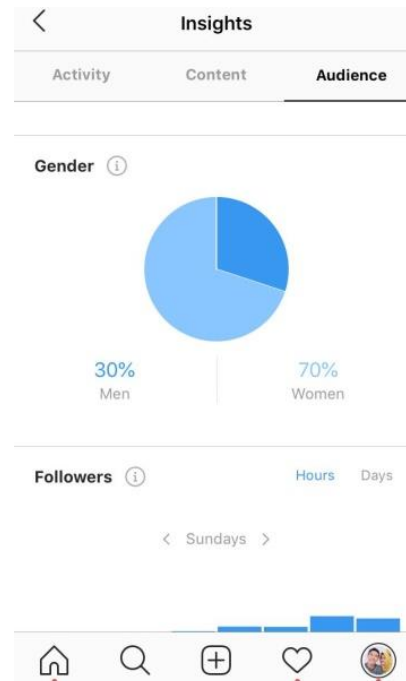 Insights
Activity Content Audience
Gender
30% 70%
Men Women
Followers Hours Days
Sundays